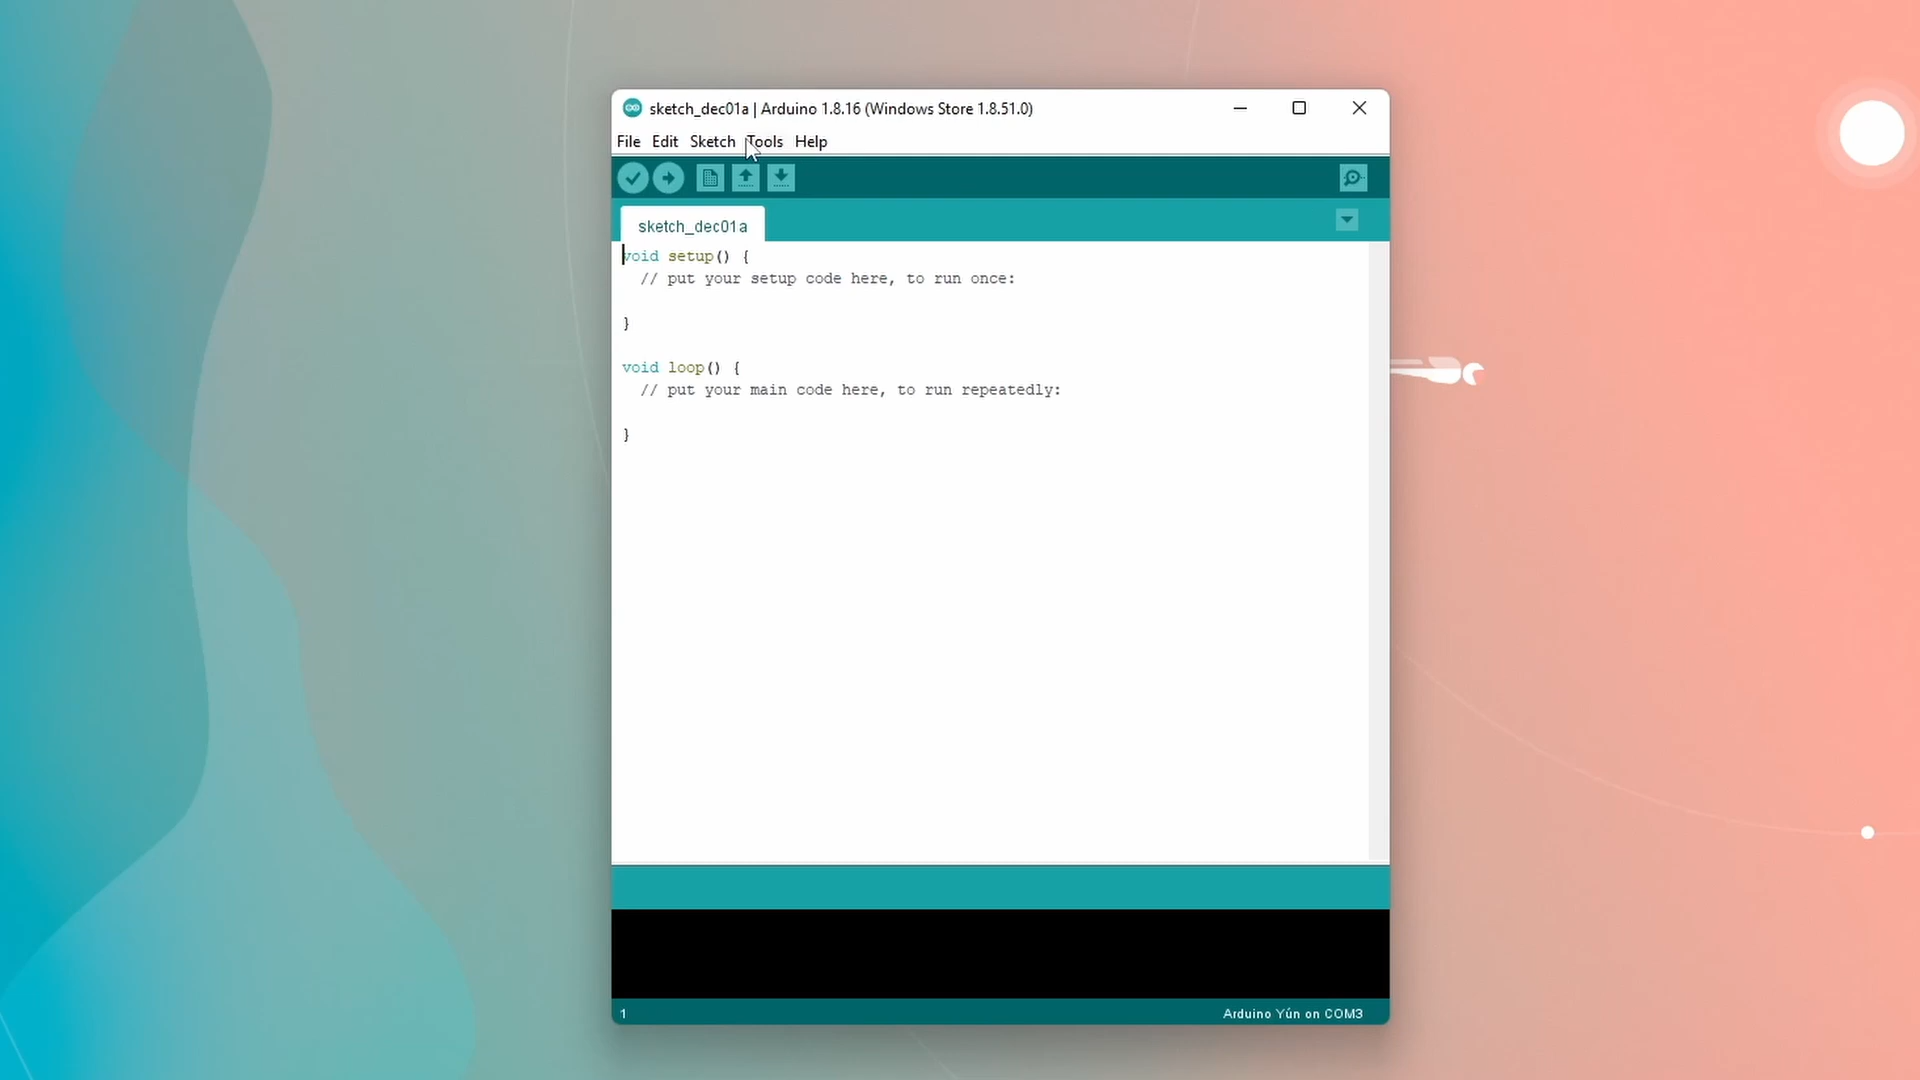 sketch_dec01a | Arduino 1.8.16 (Windows Store 1.8.51.0)
File Edit Sketch Tools Help
sketch_dec01a
void setup() {
  // put your setup code here, to run once:
}
void loop() {
  // put your main code here, to run repeatedly:
}
1 Arduino Yún on COM3